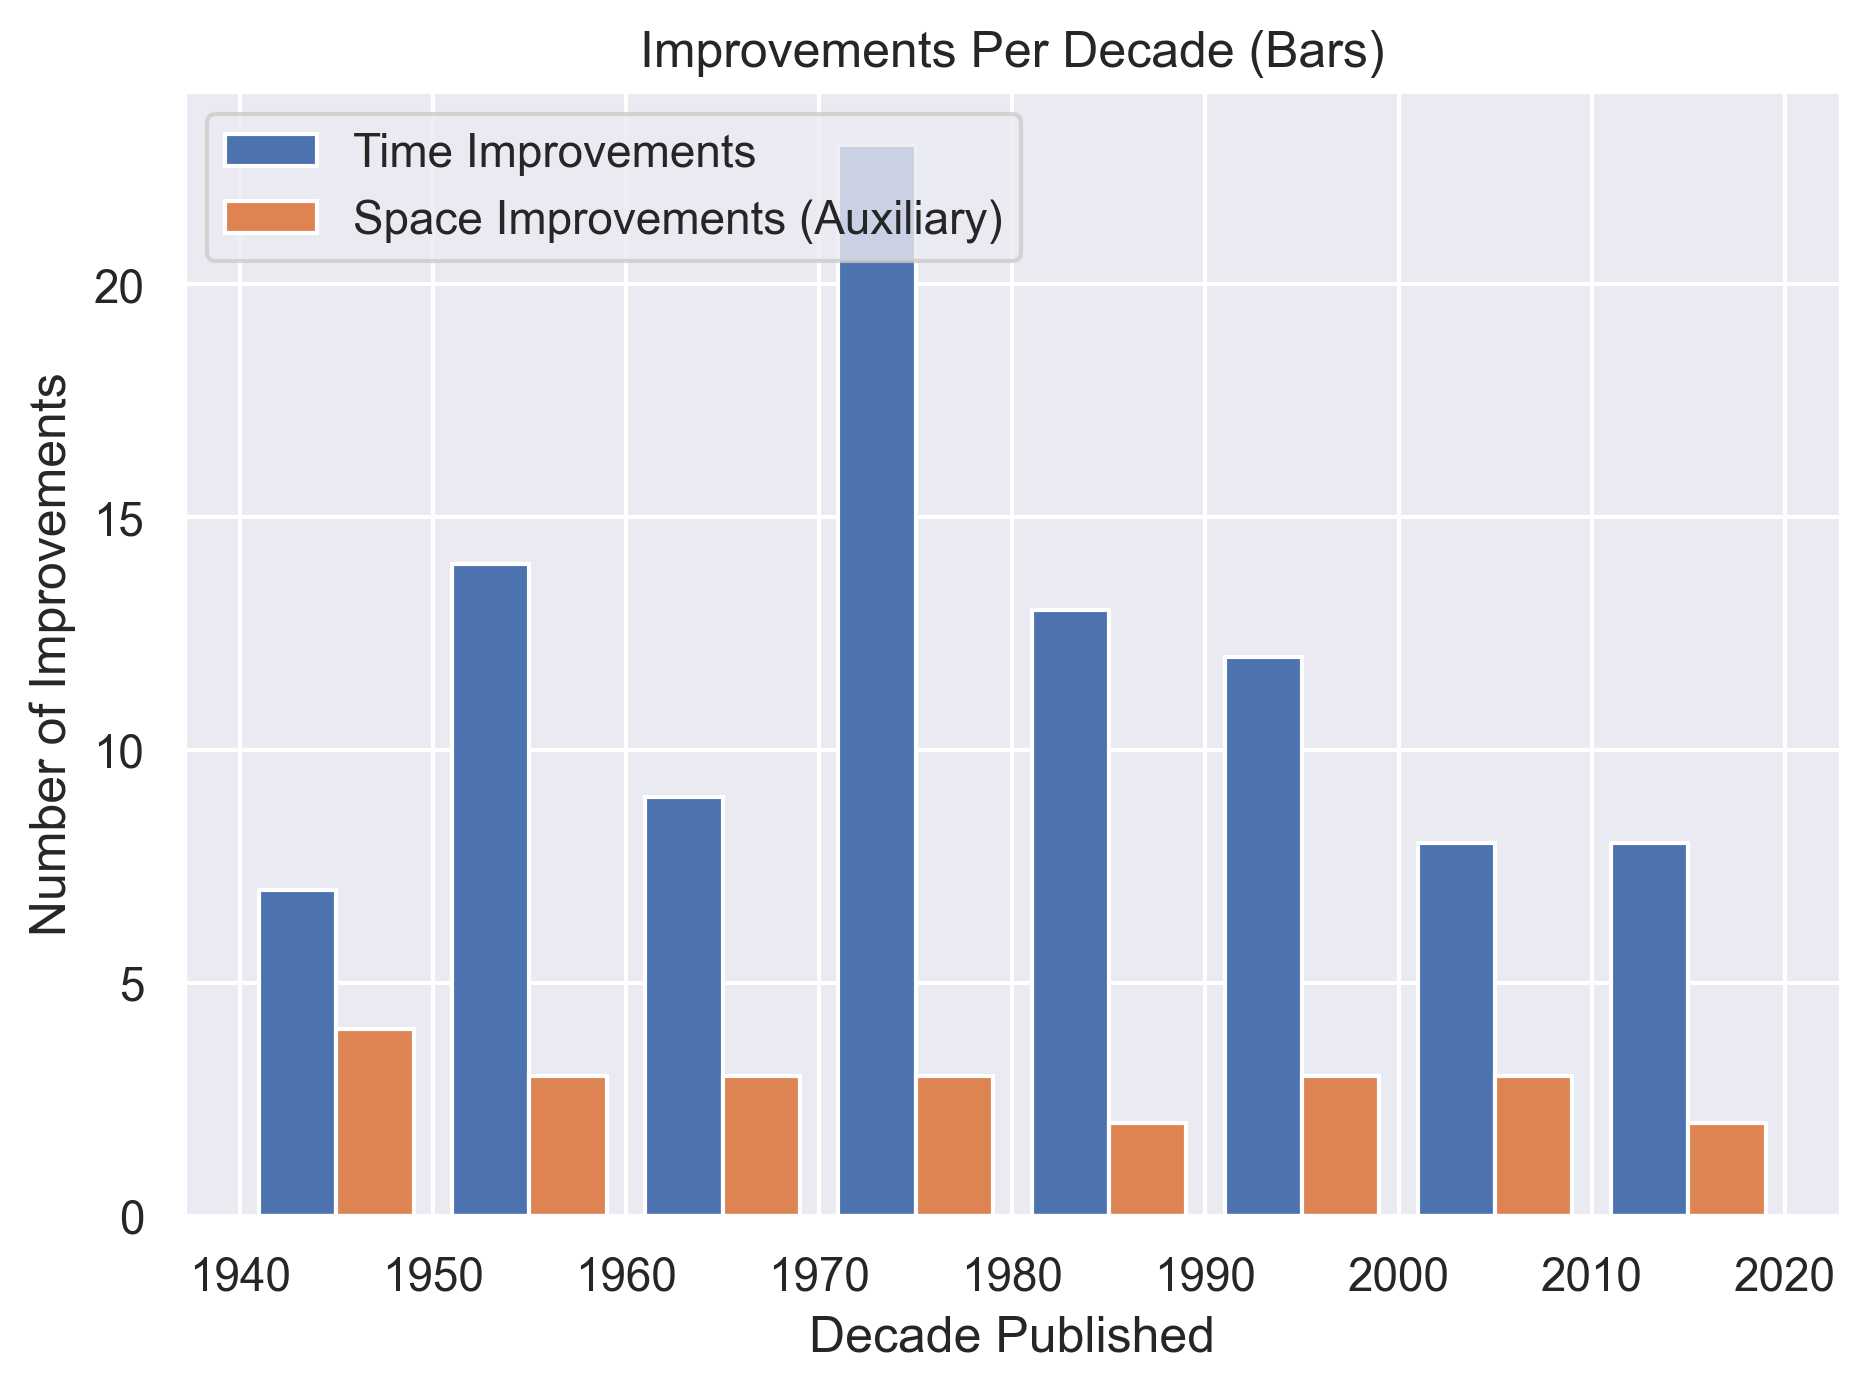 Improvements Per Decade (Bars)
Time Improvements
Space Improvements (Auxiliary)
Number of Improvements
20
15
10
5
0
1940 1950 1960 1970 1980 1990 2000 2010 2020
Decade Published